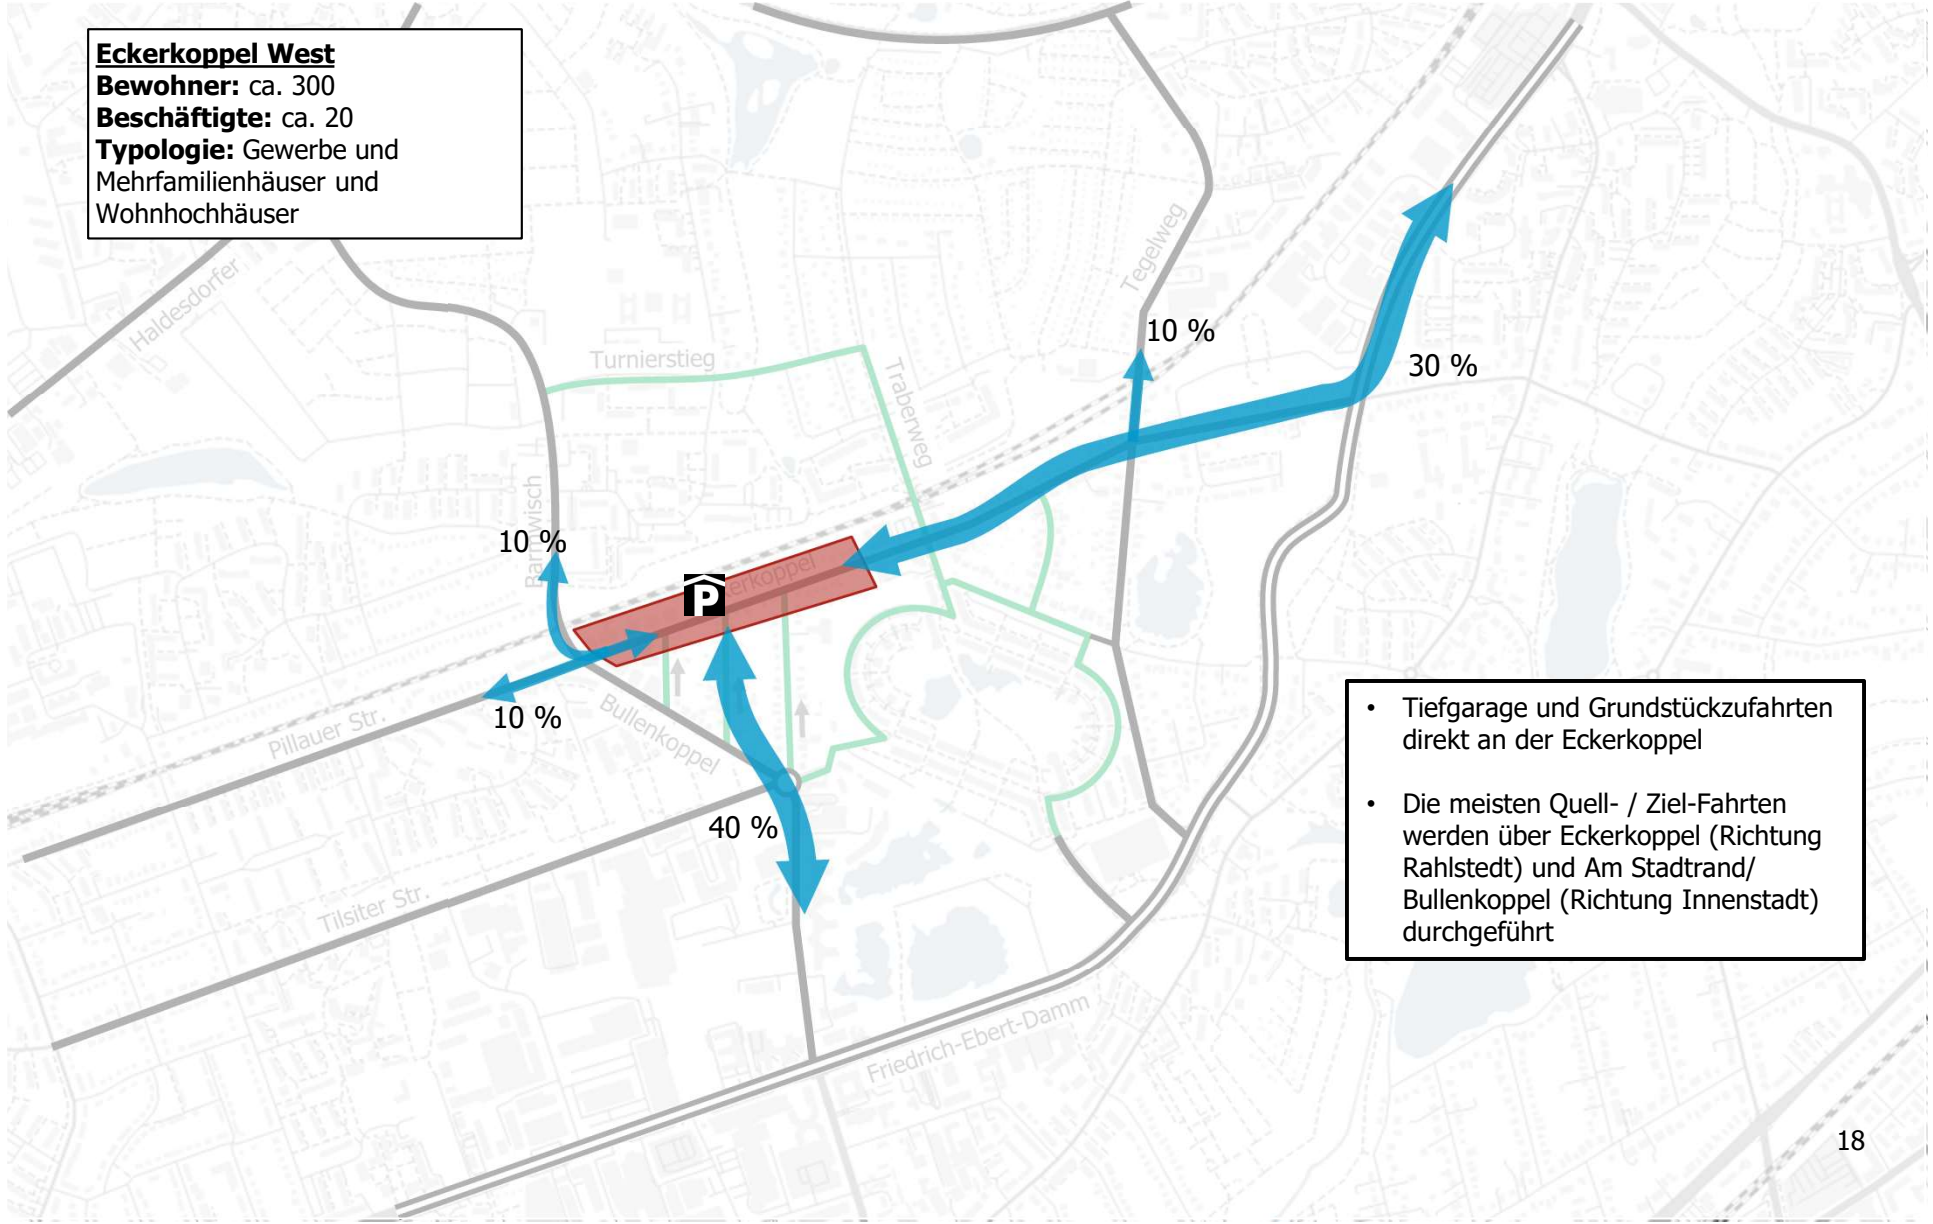 Eckerkoppel West
Bewohner: ca. 300
Beschäftigte: ca. 20
Typologie: Gewerbe und
Mehrfamilienhäuser und
Wohnhochhäuser
Haldesdorfer
Turnierstieg
Traberweg
Tegelweg
10 %
30 %
10 %
P
10 %
Pillauer Str.
Bullenkoppel
40 %
Tilsiter Str.
Friedrich-Ebert-Damm
• Tiefgarage und Grundstückzufahrten
direkt an der Eckerkoppel
• Die meisten Quell- / Ziel-Fahrten
werden über Eckerkoppel (Richtung
Rahlstedt) und Am Stadtrand/
Bullenkoppel (Richtung Innenstadt)
durchgeführt
18